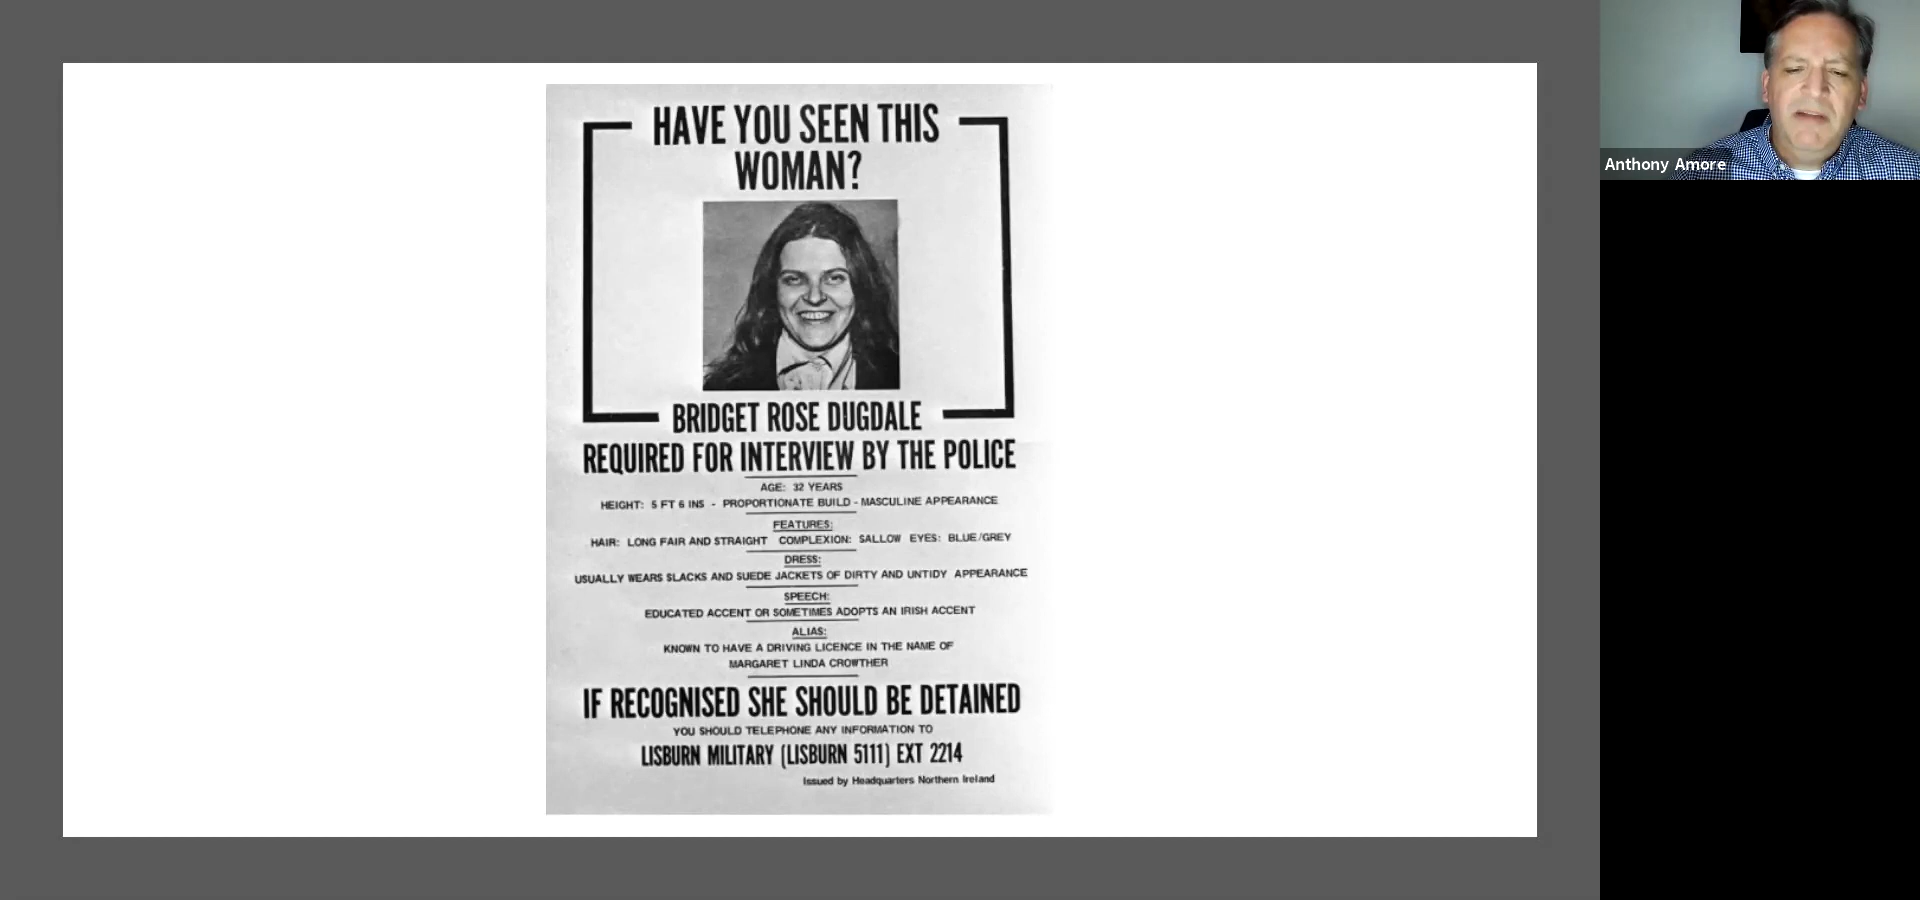 HAVE YOU SEEN THIS
WOMAN?
BRIDGET ROSE DUGDALE
REQUIRED FOR INTERVIEW BY THE POLICE
AGE: 32 YEARS
HEIGHT: 5 FT 6 INS - PROPORTIONATE BUILD - MASCULINE APPEARANCE
FEATURES:
HAIR: LONG FAIR AND STRAIGHT COMPLEXION: SALLOW EYES: BLUE/GREY
DRESS:
USUALLY WEARS SLACKS AND SUEDE JACKETS OF DIRTY AND UNTIDY APPEARANCE
SPEECH:
EDUCATED ACCENT OR SOMETIMES ADOPTS AN IRISH ACCENT
ALIAS:
KNOWN TO HAVE A DRIVING LICENCE IN THE NAME OF
MARGARET LINDA CROWTHER
IF RECOGNISED SHE SHOULD BE DETAINED
YOU SHOULD TELEPHONE ANY INFORMATION TO
LISBURN MILITARY (LISBURN 5111) EXT 2214
Issued by Headquarters Northern Ireland
Anthony Amore